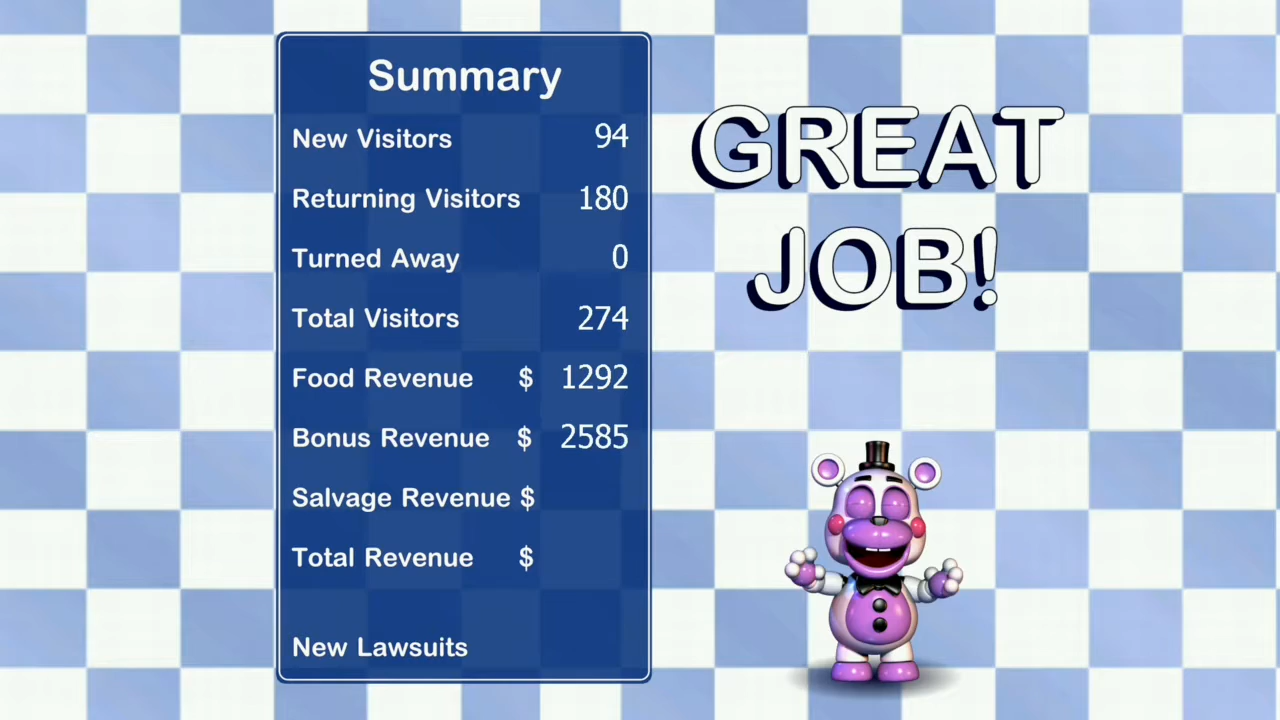 Summary
New Visitors 94
Returning Visitors 180
Turned Away 0
Total Visitors 274
Food Revenue $ 1292
Bonus Revenue $ 2585
Salvage Revenue $
Total Revenue $
New Lawsuits
GREAT
JOB!